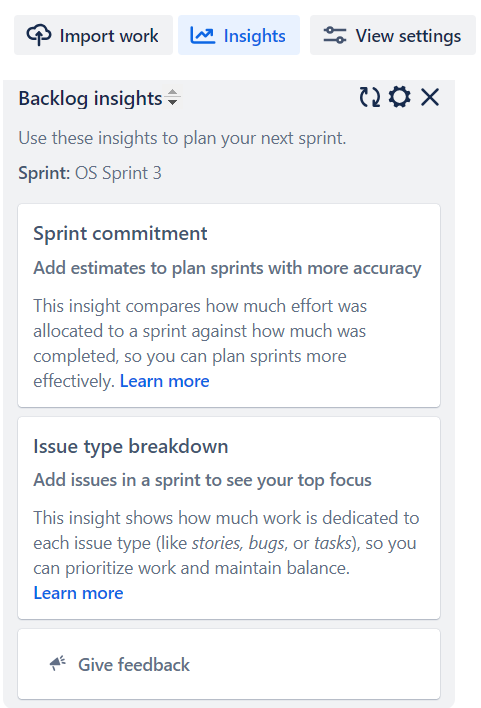 Import work Insights View settings
Backlog insights
Use these insights to plan your next sprint.
Sprint: OS Sprint 3
Sprint commitment
Add estimates to plan sprints with more accuracy
This insight compares how much effort was
allocated to a sprint against how much was
completed, so you can plan sprints more
effectively. Learn more
Issue type breakdown
Add issues in a sprint to see your top focus
This insight shows how much work is dedicated to
each issue type (like stories, bugs, or tasks), so you
can prioritize work and maintain balance.
Learn more
Give feedback